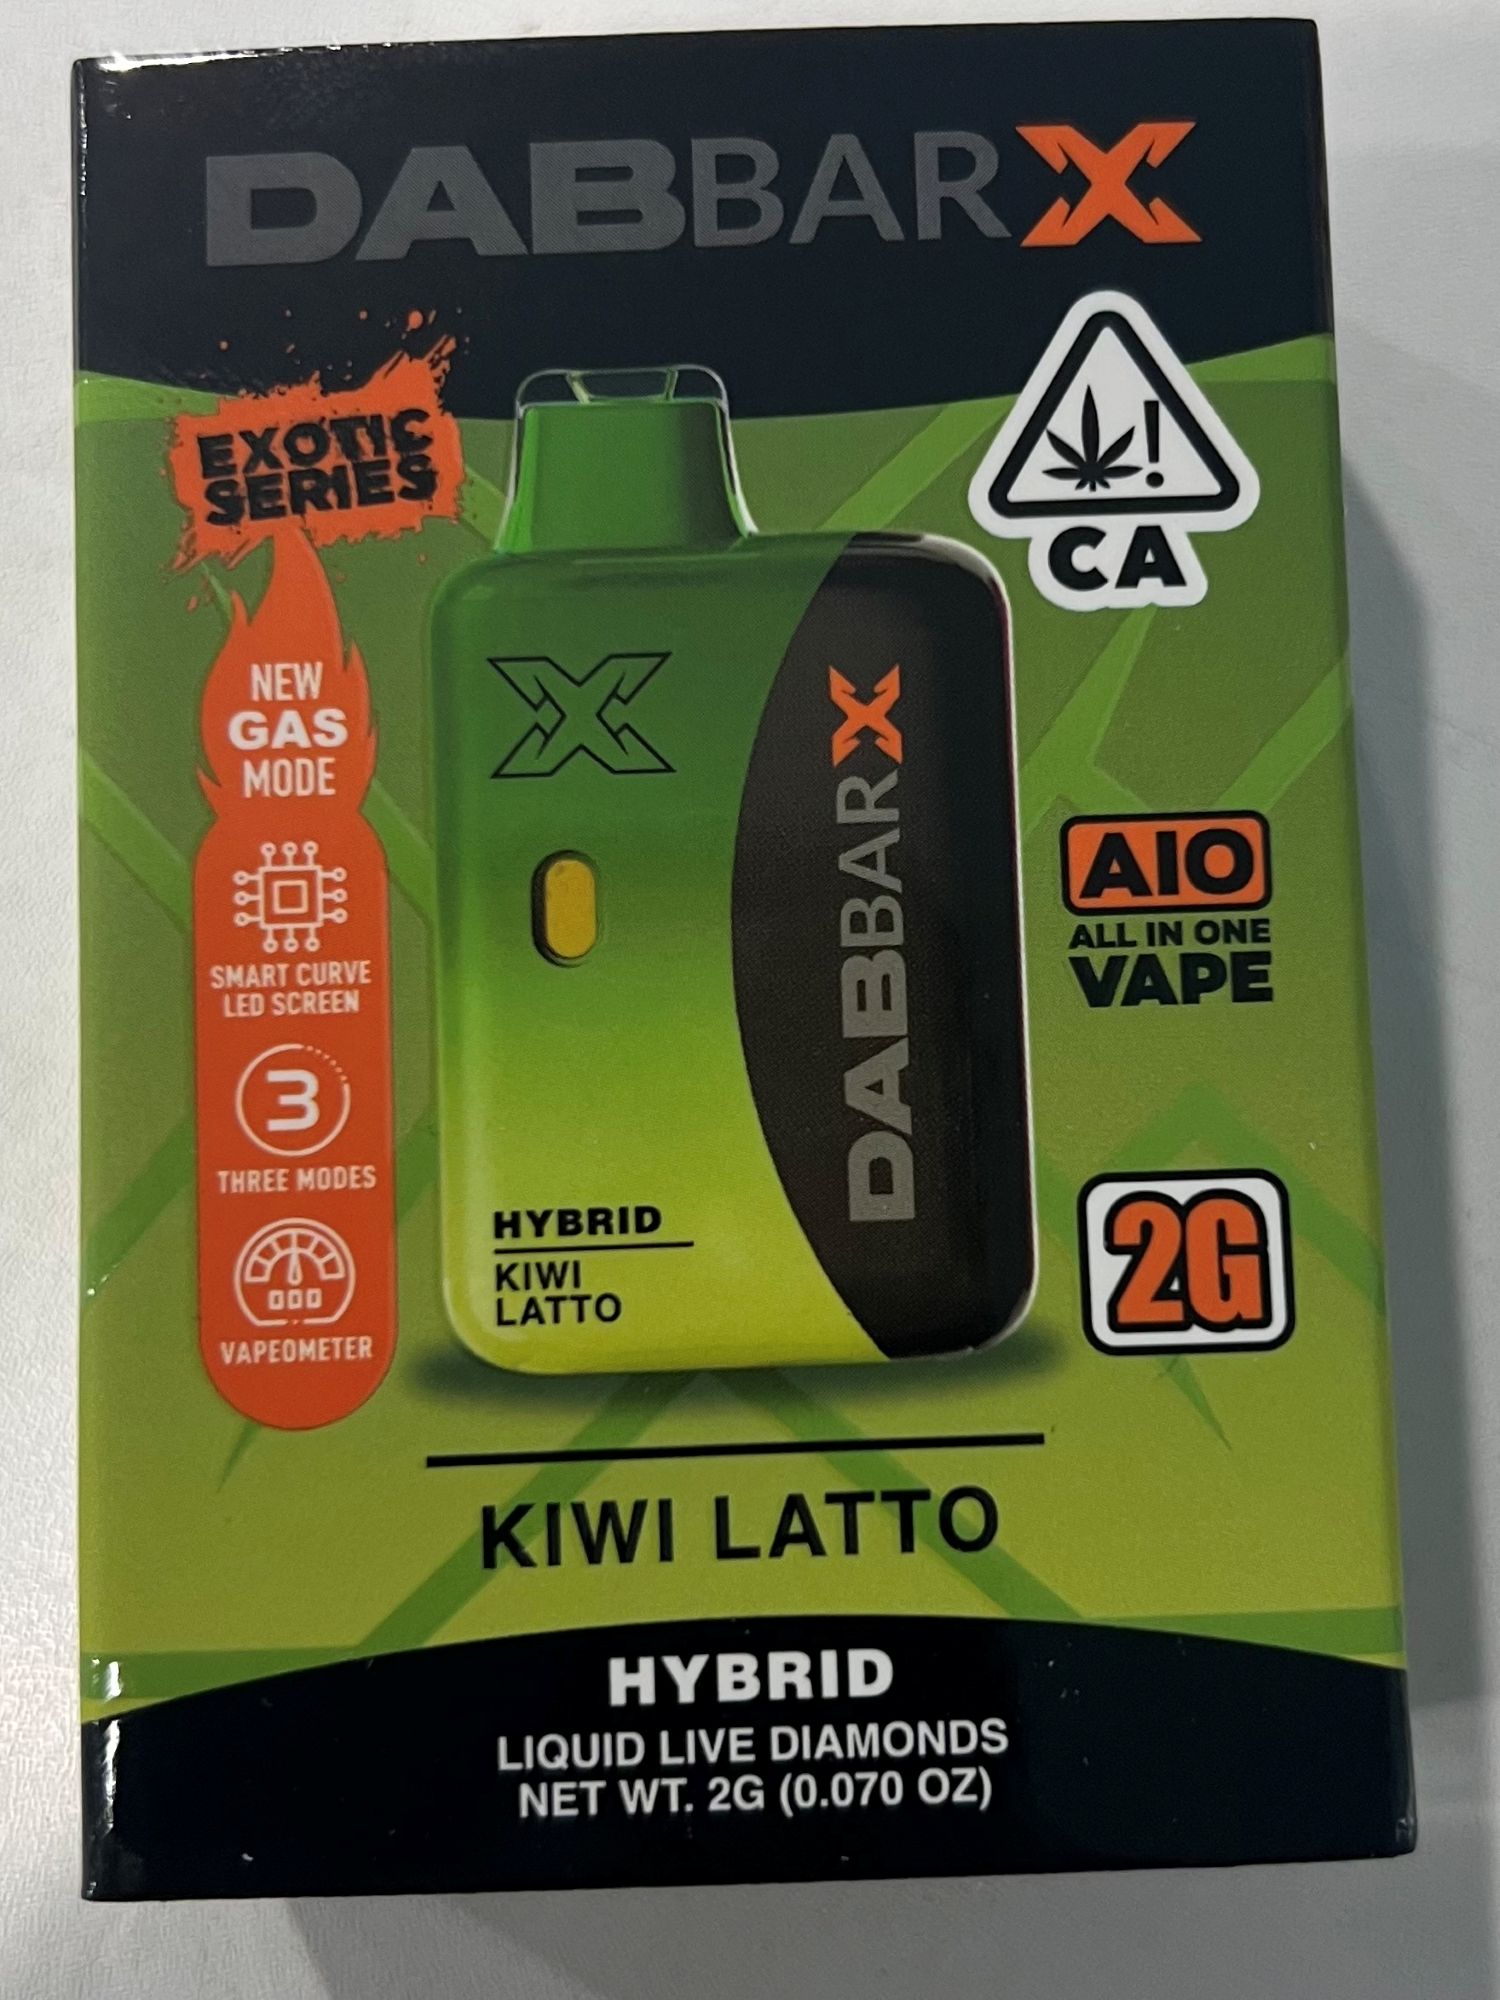 DABBARX
EXOTIC
SERIES
NEW
GAS
MODE
SMART CURVE
LED SCREEN
3
THREE MODES
000
VAPEOMETER
X
DABBARX
HYBRID
KIWI
LATTO
!
CA
AIO
ALL IN ONE
VAPE
2G
KIWI LATTO
HYBRID
LIQUID LIVE DIAMONDS
NET WT. 2G (0.070 OZ)